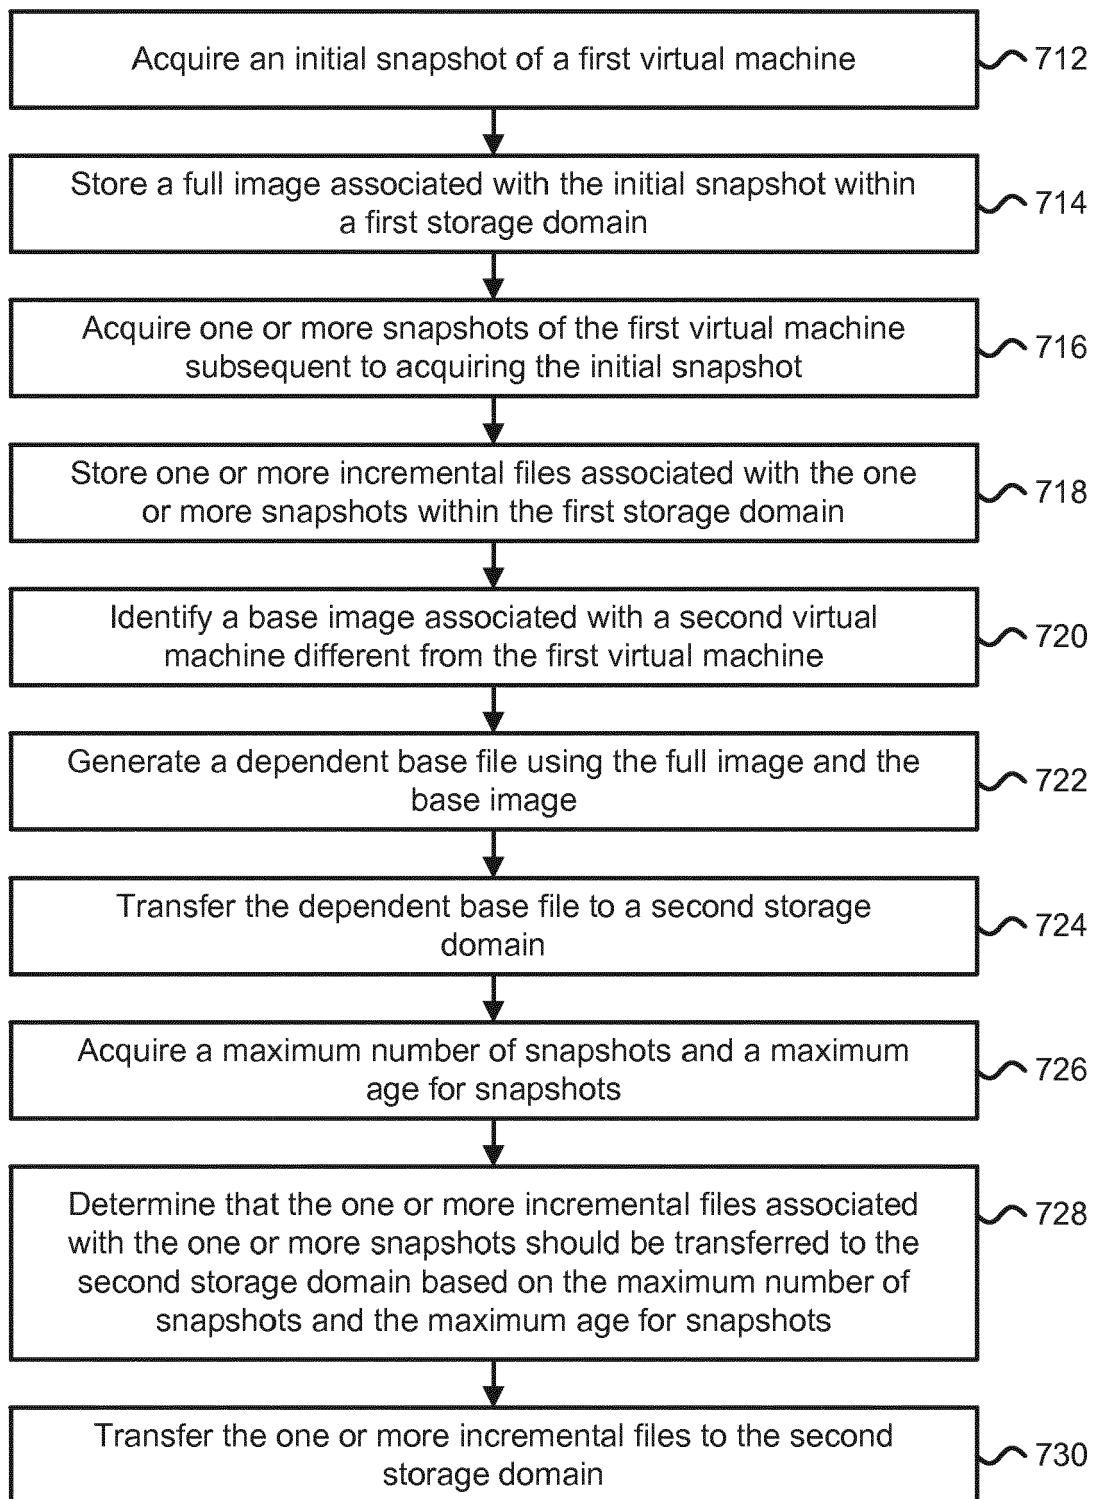 Acquire an initial snapshot of a first virtual machine
712
Store a full image associated with the initial snapshot within
a first storage domain
714
Acquire one or more snapshots of the first virtual machine
subsequent to acquiring the initial snapshot
716
Store one or more incremental files associated with the one
or more snapshots within the first storage domain
718
Identify a base image associated with a second virtual
machine different from the first virtual machine
720
Generate a dependent base file using the full image and the
base image
722
Transfer the dependent base file to a second storage
domain
724
Acquire a maximum number of snapshots and a maximum
age for snapshots
726
Determine that the one or more incremental files associated
with the one or more snapshots should be transferred to the
second storage domain based on the maximum number of
snapshots and the maximum age for snapshots
728
Transfer the one or more incremental files to the second
storage domain
730